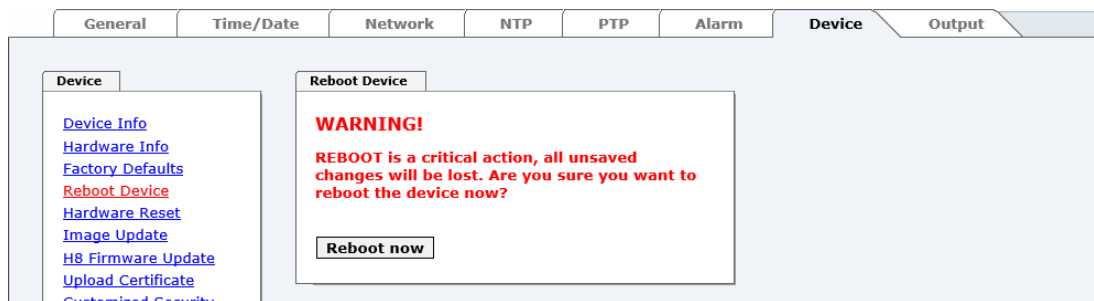 General Time/Date Network NTP PTP Alarm Device Output
Device
Device Info
Hardware Info
Factory Defaults
Reboot Device
Hardware Reset
Image Update
H8 Firmware Update
Upload Certificate
Customized Security
Reboot Device
WARNING!
REBOOT is a critical action, all unsaved
changes will be lost. Are you sure you want to
reboot the device now?
Reboot now